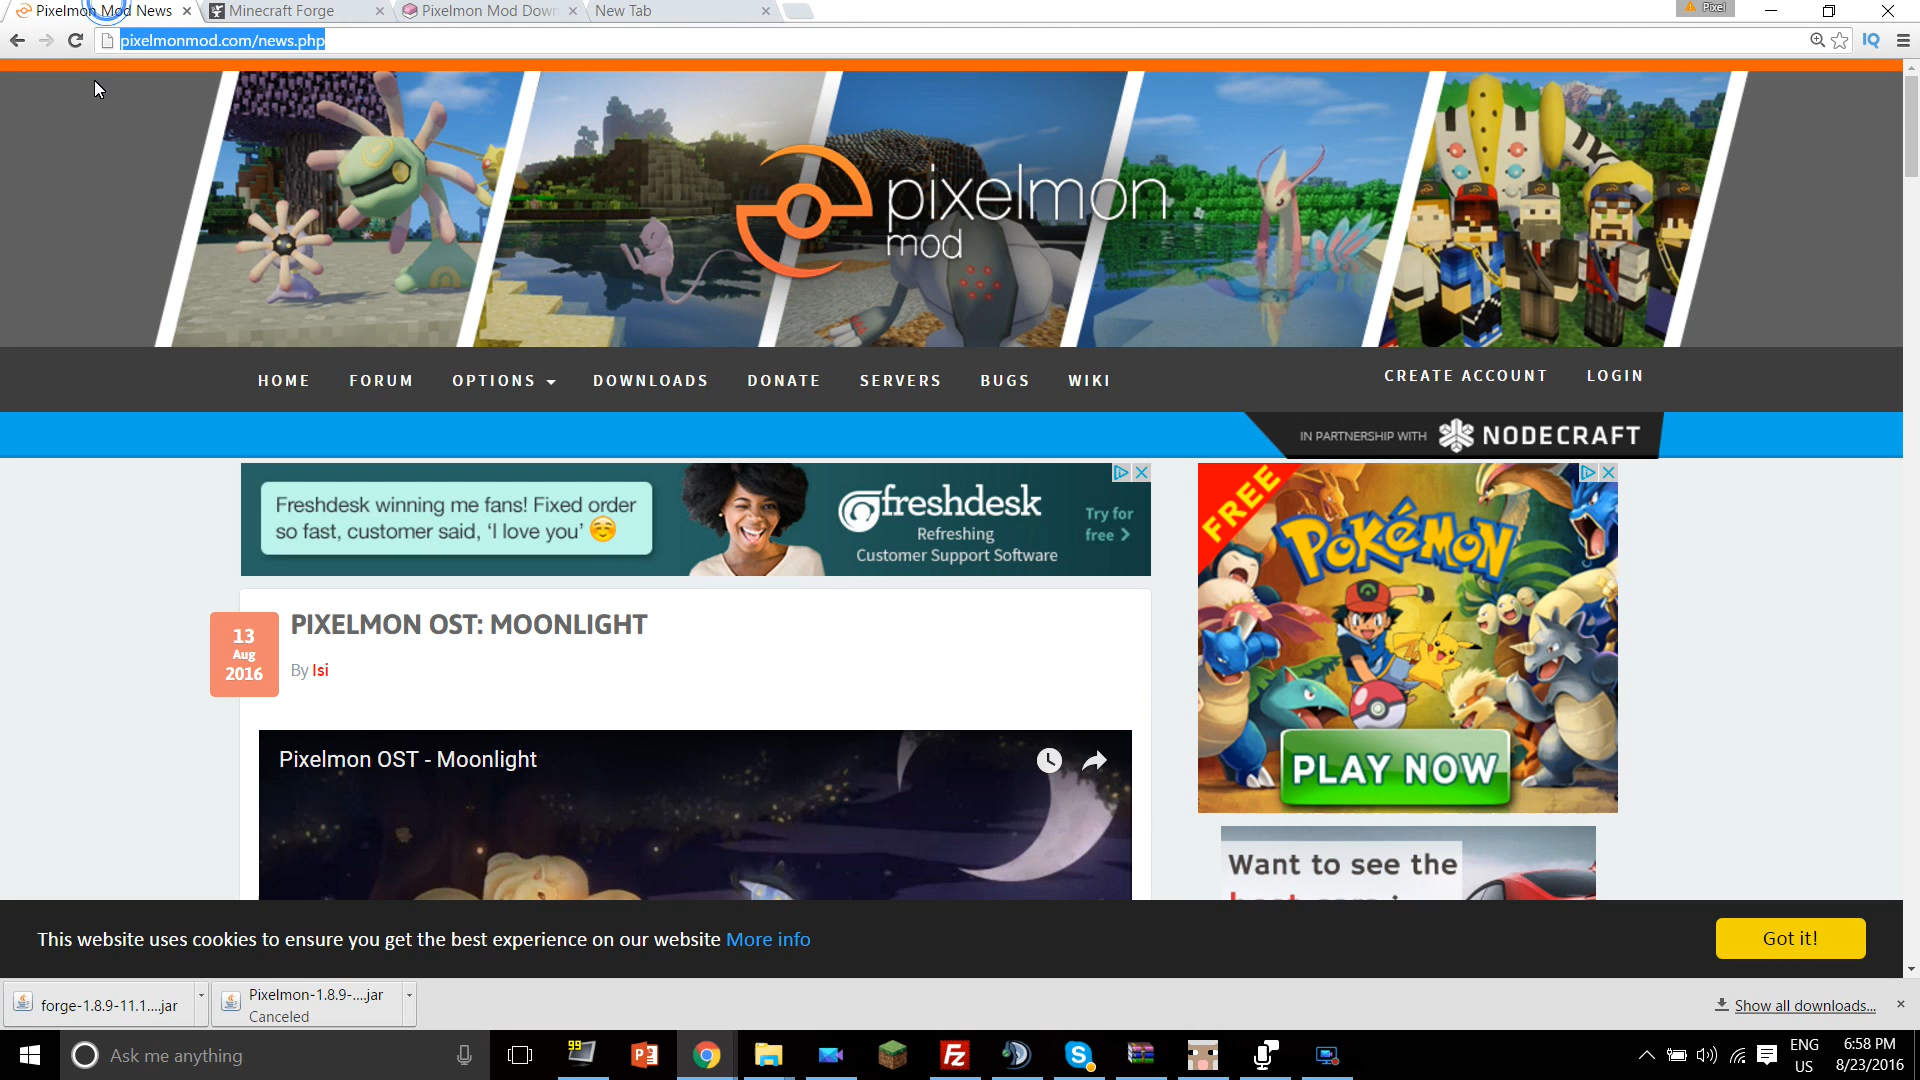 Pixelmon Mod News
Minecraft Forge
Pixelmon Mod Down
New Tab
Pixel
pixelmonmod.com/news.php
IQ
pixelmon
mod
HOME
FORUM
OPTIONS
DOWNLOADS
DONATE
SERVERS
BUGS
WIKI
CREATE ACCOUNT
LOGIN
IN PARTNERSHIP WITH NODECRAFT
Freshdesk winning me fans! Fixed order
so fast, customer said, ‘I love you’
freshdesk
Refreshing
Customer Support Software
Try for
free >
FREE
POKéMON
PLAY NOW
13
Aug
2016
PIXELMON OST: MOONLIGHT
By Isi
Pixelmon OST - Moonlight
Want to see the
This website uses cookies to ensure you get the best experience on our website More info
Got it!
forge-1.8.9-11.1....jar
Pixelmon-1.8.9-....jar
Canceled
Show all downloads...
Ask me anything
99
ENG
US
6:58 PM
8/23/2016